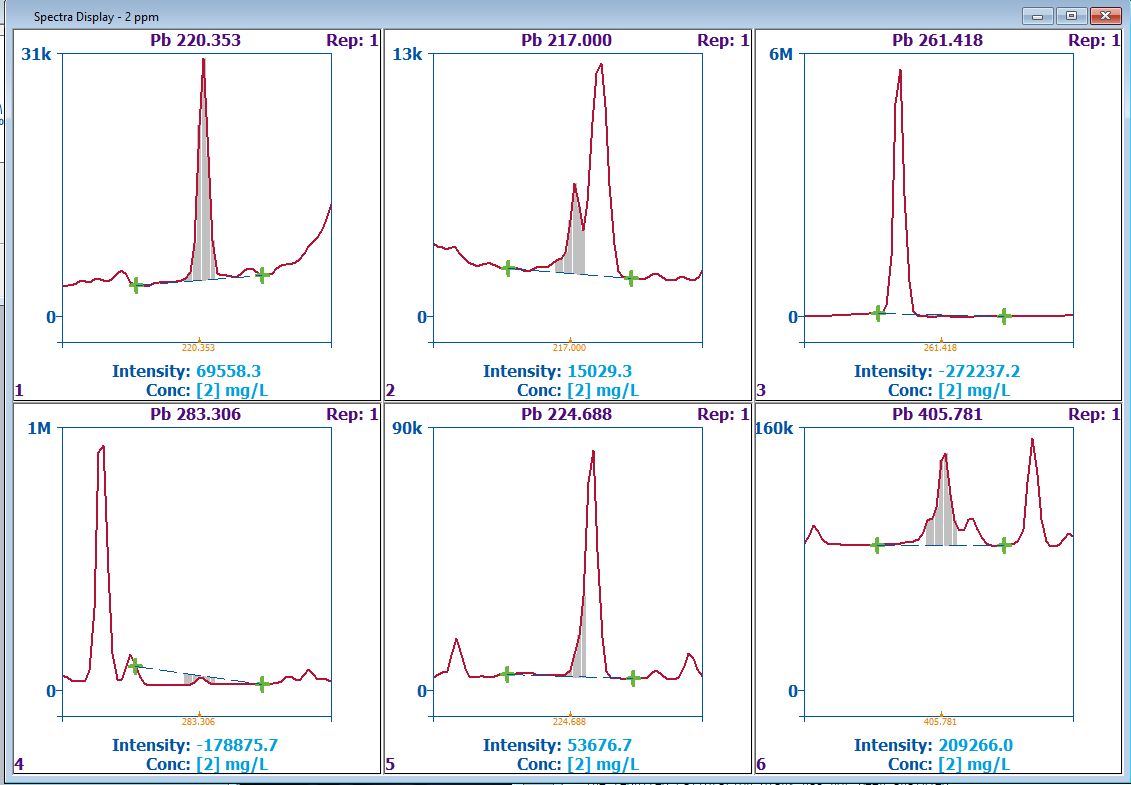 Spectra Display - 2 ppm
Pb 220.353 Rep: 1
31k
0
220.353
Intensity: 69558.3
Conc: [2] mg/L
1
Pb 217.000 Rep: 1
13k
0
217.000
Intensity: 15029.3
Conc: [2] mg/L
2
Pb 261.418 Rep: 1
6M
0
261.418
Intensity: -272237.2
Conc: [2] mg/L
3
Pb 283.306 Rep: 1
1M
0
283.306
Intensity: -178875.7
Conc: [2] mg/L
4
Pb 224.688 Rep: 1
90k
0
224.688
Intensity: 53676.7
Conc: [2] mg/L
5
Pb 405.781 Rep: 1
160k
0
405.781
Intensity: 209266.0
Conc: [2] mg/L
6